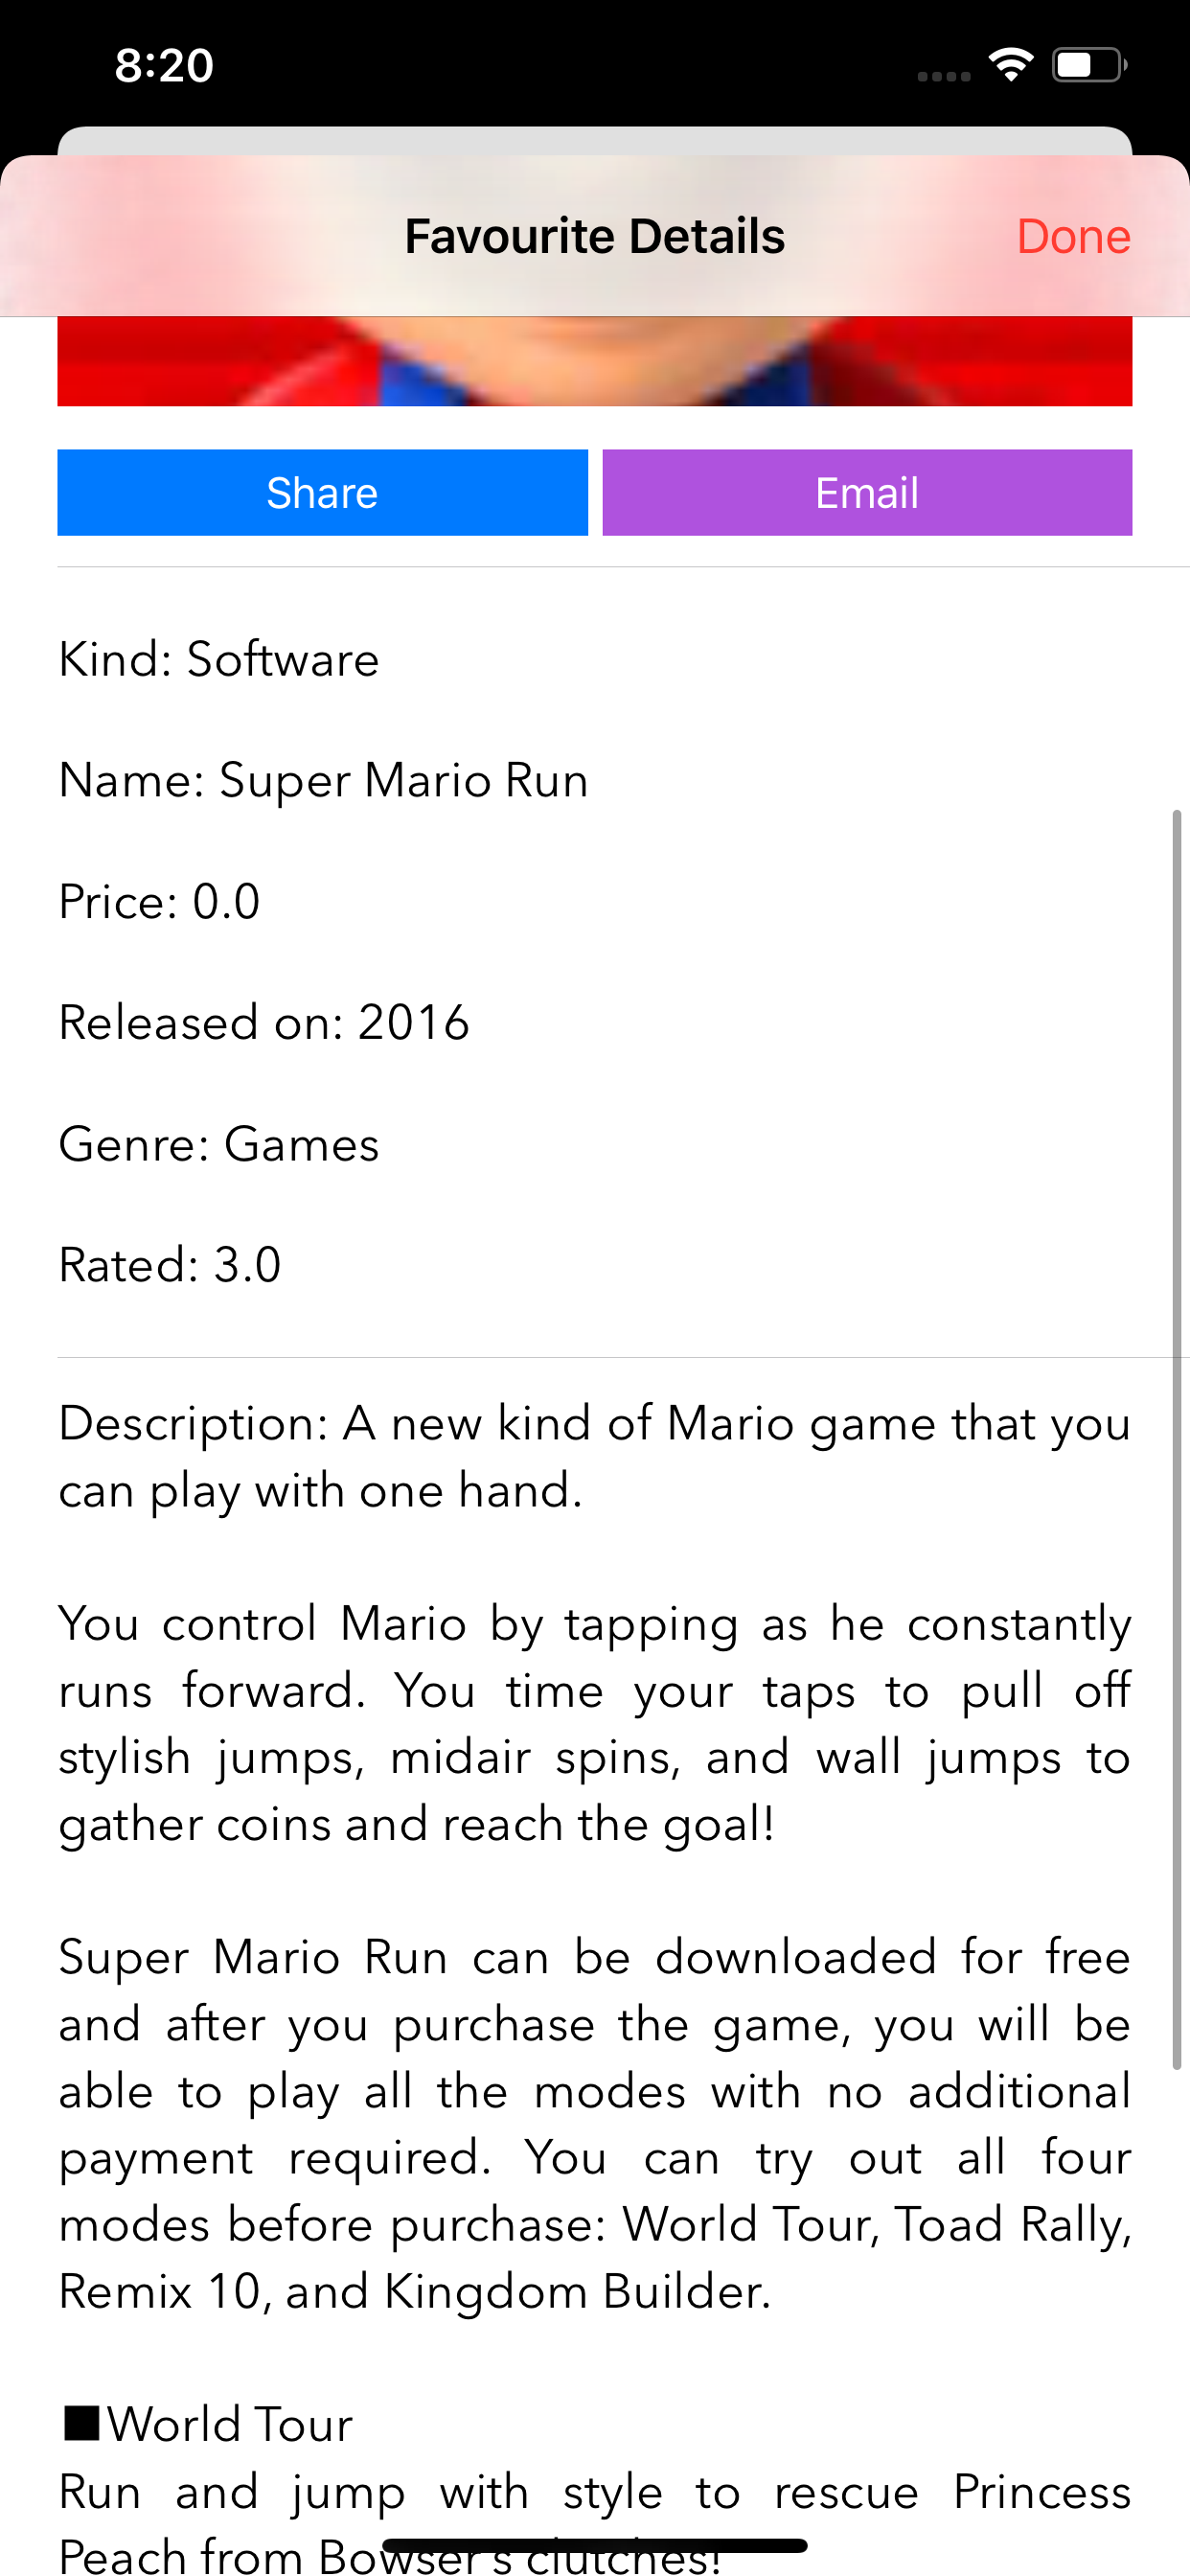 8:20
Favourite Details
Done
Share
Email
Kind: Software
Name: Super Mario Run
Price: 0.0
Released on: 2016
Genre: Games
Rated: 3.0
Description: A new kind of Mario game that you
can play with one hand.
You control Mario by tapping as he constantly
runs forward. You time your taps to pull off
stylish jumps, midair spins, and wall jumps to
gather coins and reach the goal!
Super Mario Run can be downloaded for free
and after you purchase the game, you will be
able to play all the modes with no additional
payment required. You can try out all four
modes before purchase: World Tour, Toad Rally,
Remix 10, and Kingdom Builder.
■World Tour
Run and jump with style to rescue Princess
Peach from Bowser's clutches!